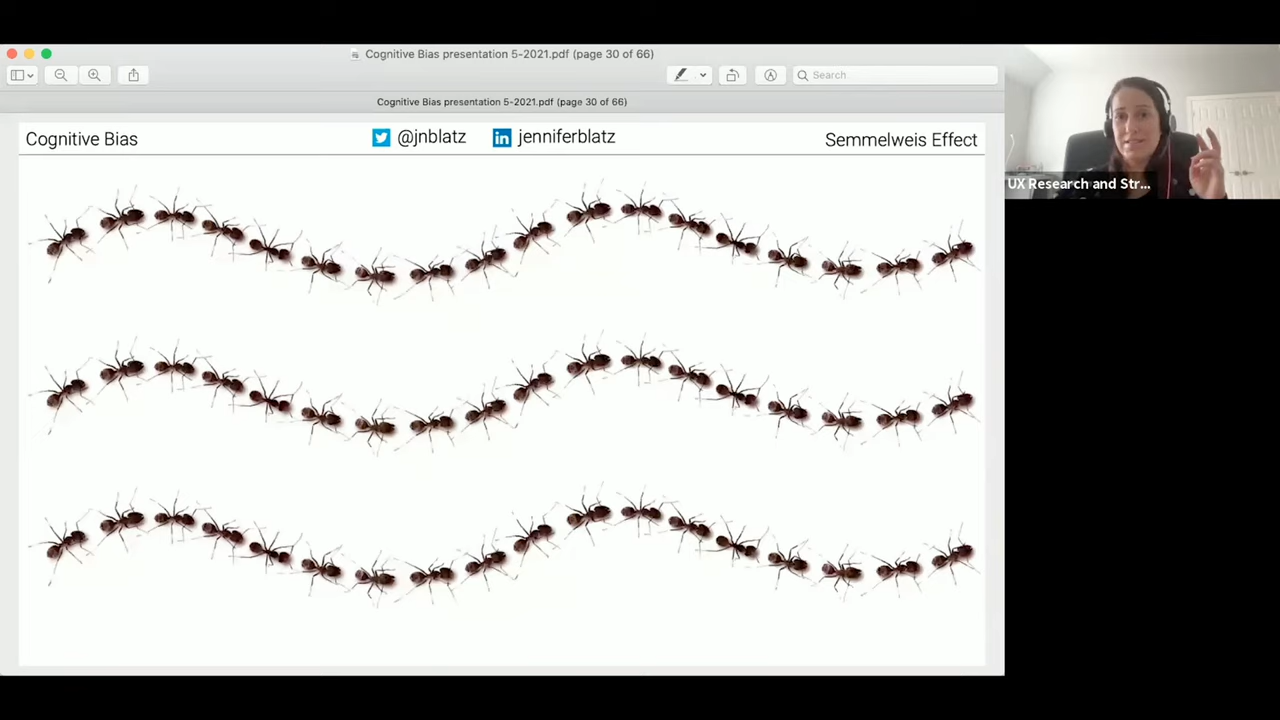 Cognitive Bias presentation 5-2021.pdf (page 30 of 66)
Search
Cognitive Bias presentation 5-2021.pdf (page 30 of 66)
Cognitive Bias
@jnblatz
in jenniferblatz
Semmelweis Effect
UX Research and Str...